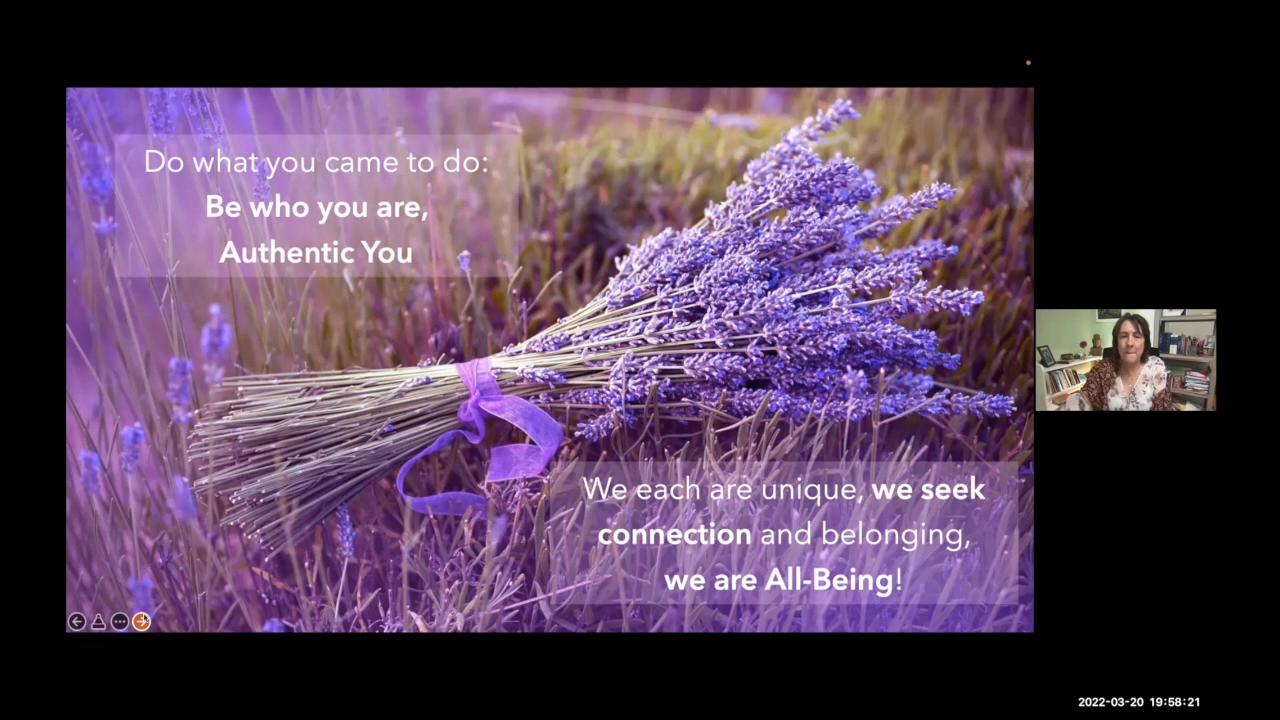 Do what you came to do:
Be who you are,
Authentic You
We each are unique, we seek
connection and belonging,
we are All-Being!
2022-03-20 19:58:21